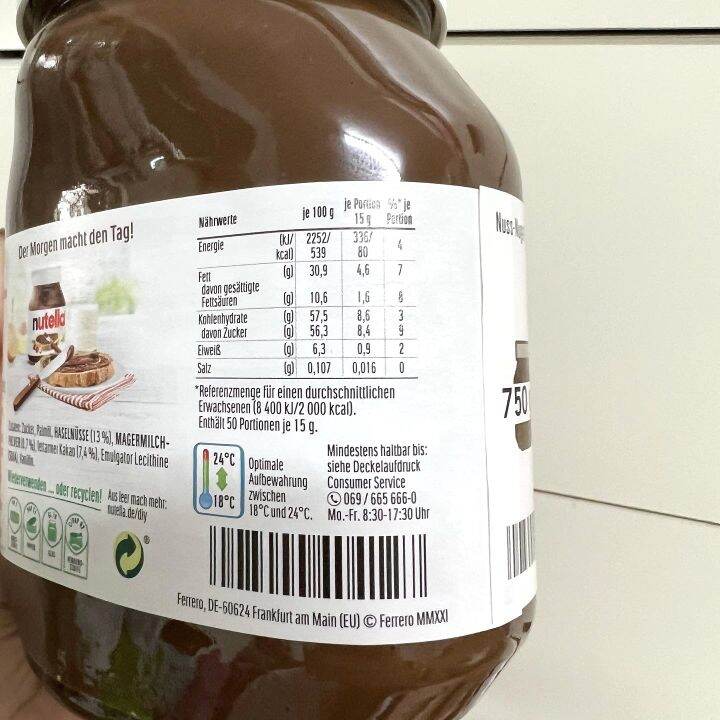 Der Morgen macht den Tag!
nutella
Zutaten: Zucker, Palmöl, HASELNÜSSE (13 %), MAGERMILCH-
PULVER (8,7 %), fettarmer Kakao (7,4 %), Emulgator Lecithine
(SOJA), Vanillin.
Wiederverwenden ... oder recyceln!
Aus leer mach mehr:
nutella.de/diy
Nährwerte je 100 g je Portion 15 g %* je Portion
Energie (kJ/ kcal) 2252/ 539 336/ 80 4
Fett (g) 30,9 4,6 7
davon gesättigte
Fettsäuren (g) 10,6 1,6 8
Kohlenhydrate (g) 57,5 8,6 3
davon Zucker (g) 56,3 8,4 9
Eiweiß (g) 6,3 0,9 2
Salz (g) 0,107 0,016 0
*Referenzmenge für einen durchschnittlichen
Erwachsenen (8 400 kJ/2 000 kcal).
Enthält 50 Portionen je 15 g.
24°C
18°C
Optimale
Aufbewahrung
zwischen
18°C und 24°C.
Mindestens haltbar bis:
siehe Deckelaufdruck
Consumer Service
069 / 665 666-0
Mo.-Fr. 8:30-17:30 Uhr
Ferrero, DE-60624 Frankfurt am Main (EU) © Ferrero MMXXI
®
750